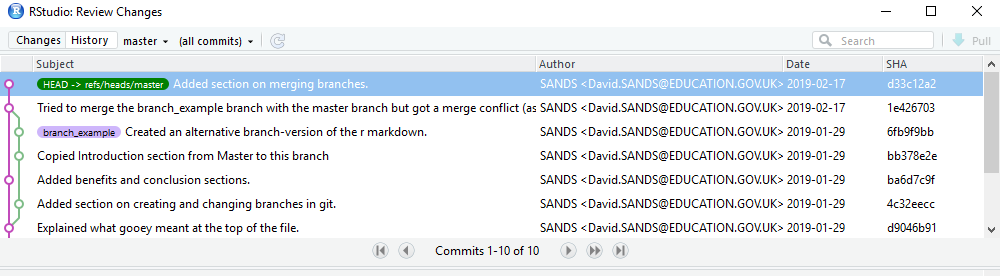 RStudio: Review Changes
Changes History master (all commits) Search Pull
Subject Author Date SHA
HEAD -> refs/heads/master Added section on merging branches. SANDS <David.SANDS@EDUCATION.GOV.UK> 2019-02-17 d33c12a2
Tried to merge the branch_example branch with the master branch but got a merge conflict (as SANDS <David.SANDS@EDUCATION.GOV.UK> 2019-02-17 1e426703
branch_example Created an alternative branch-version of the r markdown. SANDS <David.SANDS@EDUCATION.GOV.UK> 2019-01-29 6fb9f9bb
Copied Introduction section from Master to this branch SANDS <David.SANDS@EDUCATION.GOV.UK> 2019-01-29 bb378e2e
Added benefits and conclusion sections. SANDS <David.SANDS@EDUCATION.GOV.UK> 2019-01-29 ba6d7c9f
Added section on creating and changing branches in git. SANDS <David.SANDS@EDUCATION.GOV.UK> 2019-01-29 4c32eecc
Explained what gooey meant at the top of the file. SANDS <David.SANDS@EDUCATION.GOV.UK> 2019-01-29 d9046b91
Commits 1-10 of 10